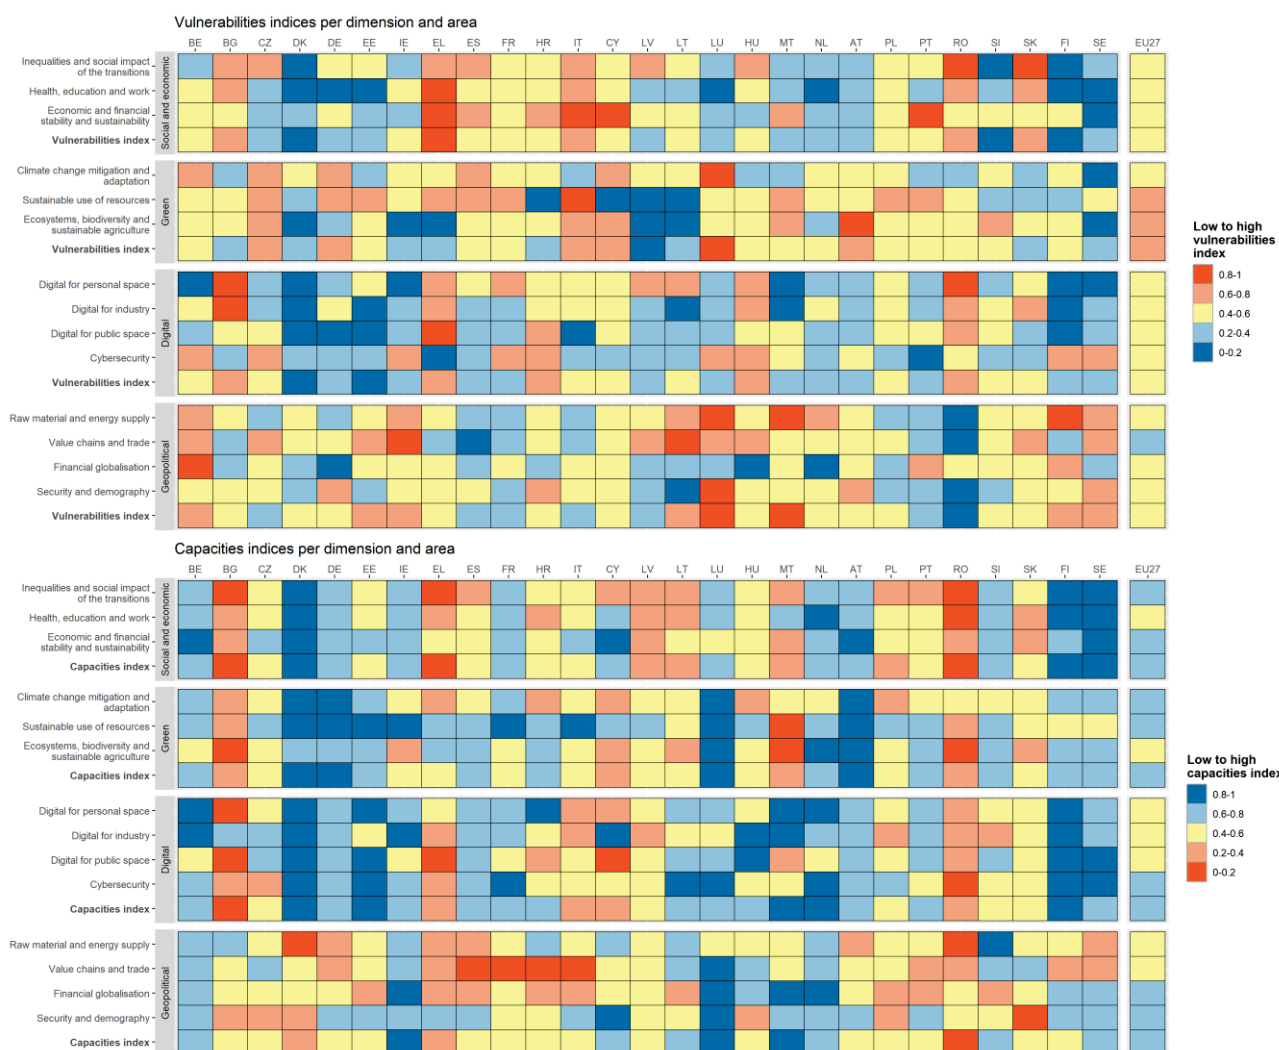 Vulnerabilities indices per dimension and area
BE BG CZ DK DE EE IE EL ES FR HR IT CY LV LT LU HU MT NL AT PL PT RO SI SK FI SE EU27
Social and economic
Inequalities and social impact
of the transitions
Health, education and work
Economic and financial
stability and sustainability
Vulnerabilities index
Green
Climate change mitigation and
adaptation
Sustainable use of resources
Ecosystems, biodiversity and
sustainable agriculture
Vulnerabilities index
Digital
Digital for personal space
Digital for industry
Digital for public space
Cybersecurity
Vulnerabilities index
Geopolitical
Raw material and energy supply
Value chains and trade
Financial globalisation
Security and demography
Vulnerabilities index
Low to high
vulnerabilities
index
0.8-1
0.6-0.8
0.4-0.6
0.2-0.4
0-0.2
Capacities indices per dimension and area
BE BG CZ DK DE EE IE EL ES FR HR IT CY LV LT LU HU MT NL AT PL PT RO SI SK FI SE EU27
Social and economic
Inequalities and social impact
of the transitions
Health, education and work
Economic and financial
stability and sustainability
Capacities index
Green
Climate change mitigation and
adaptation
Sustainable use of resources
Ecosystems, biodiversity and
sustainable agriculture
Capacities index
Digital
Digital for personal space
Digital for industry
Digital for public space
Cybersecurity
Capacities index
Geopolitical
Raw material and energy supply
Value chains and trade
Financial globalisation
Security and demography
Capacities index
Low to high
capacities index
0.8-1
0.6-0.8
0.4-0.6
0.2-0.4
0-0.2